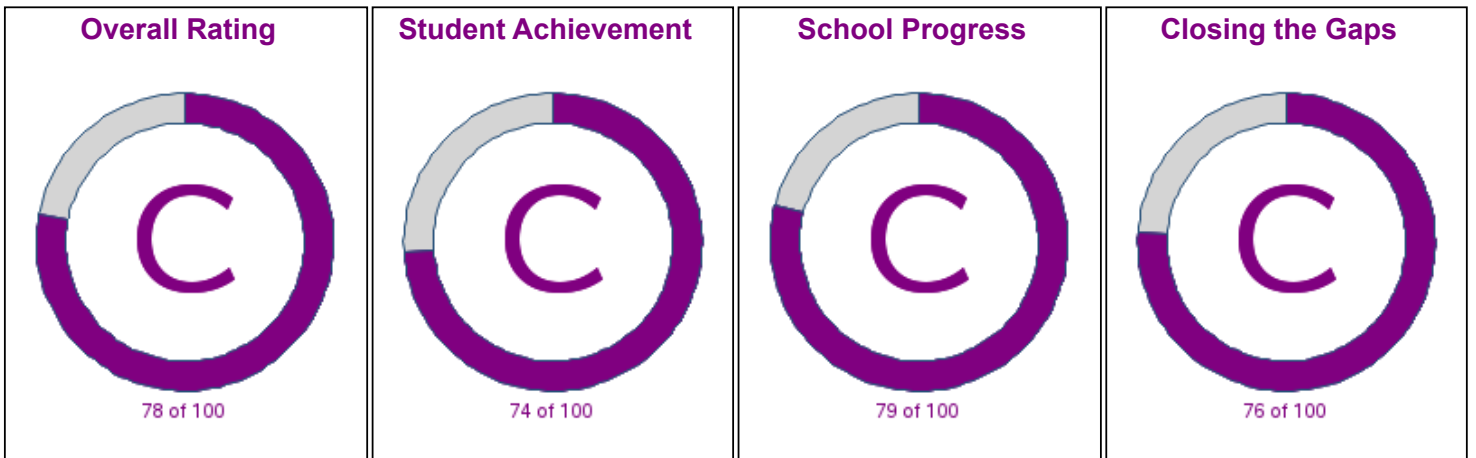 Overall Rating
C
78 of 100
Student Achievement
C
74 of 100
School Progress
C
79 of 100
Closing the Gaps
C
76 of 100